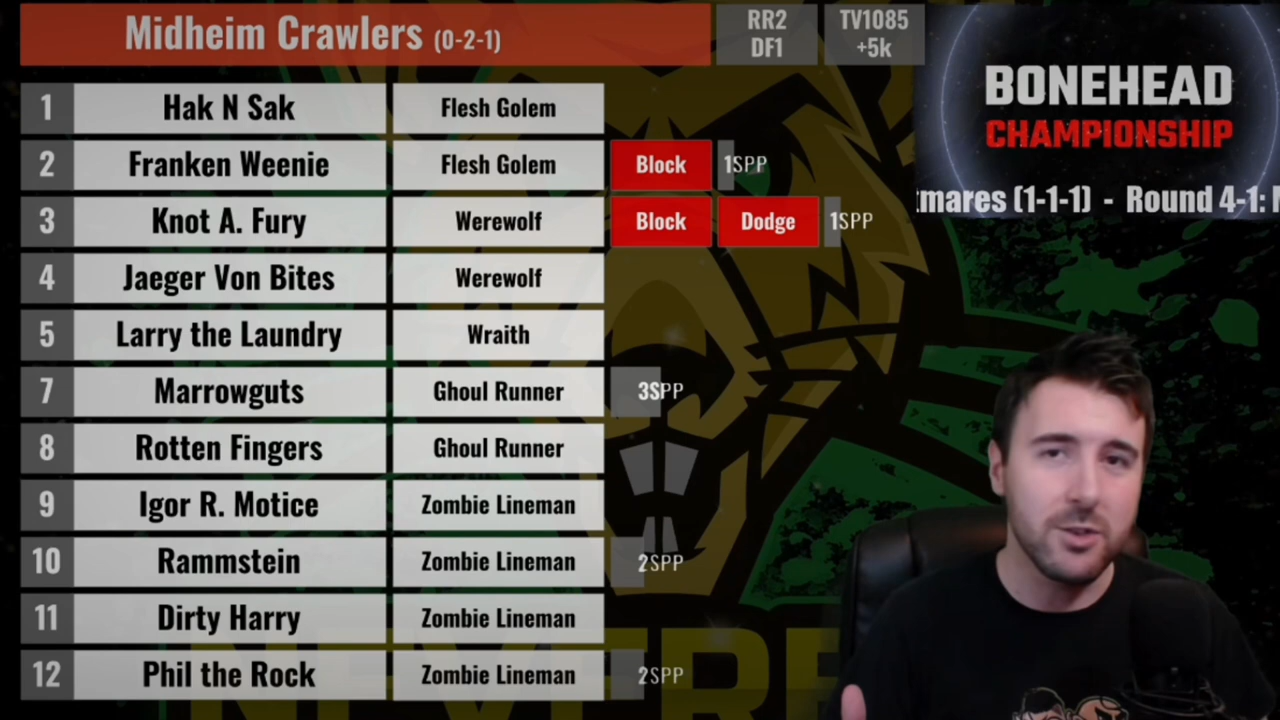 Midheim Crawlers (0-2-1)
RR2
DF1
TV1085
+5k
BONEHEAD
CHAMPIONSHIP
tmares (1-1-1) - Round 4-1:
1 Hak N Sak Flesh Golem
2 Franken Weenie Flesh Golem Block 1SPP
3 Knot A. Fury Werewolf Block Dodge 1SPP
4 Jaeger Von Bites Werewolf
5 Larry the Laundry Wraith
7 Marrowguts Ghoul Runner 3SPP
8 Rotten Fingers Ghoul Runner
9 Igor R. Motice Zombie Lineman
10 Rammstein Zombie Lineman 2SPP
11 Dirty Harry Zombie Lineman
12 Phil the Rock Zombie Lineman 2SPP